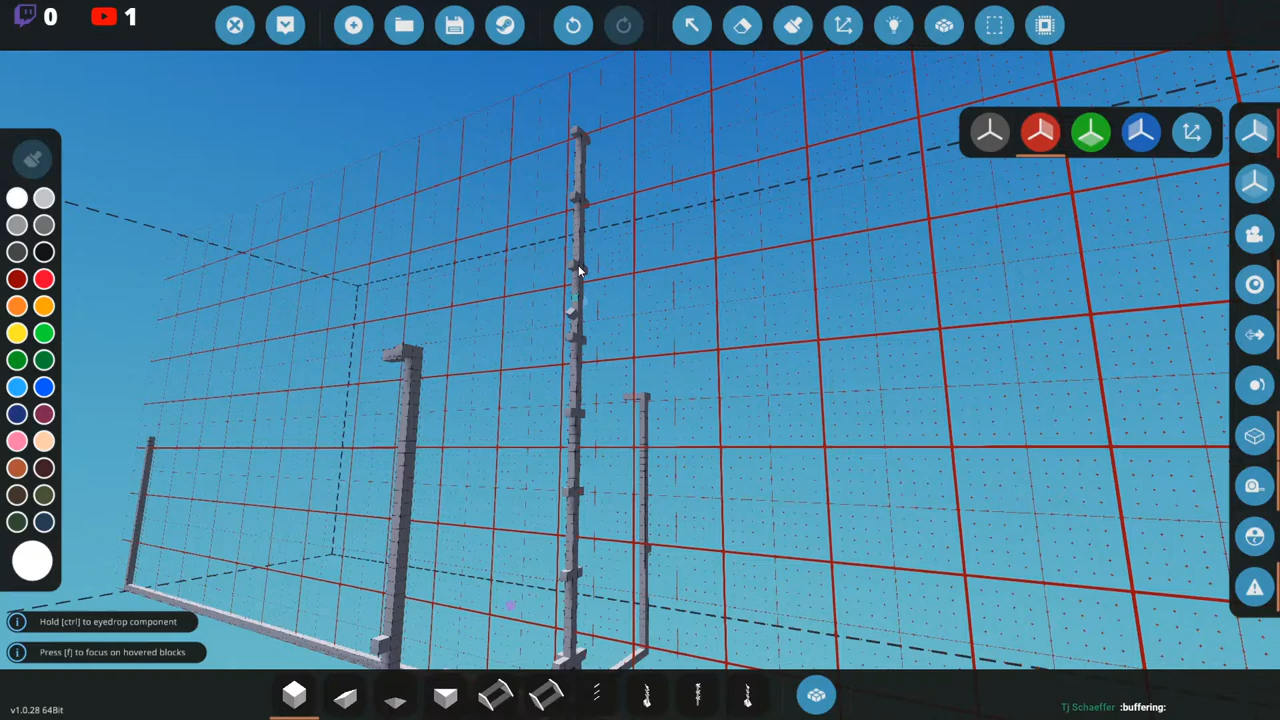 0
1
Hold [ctrl] to eyedrop component
Press [f] to focus on hovered blocks
v1.0.28 64Bit
Tj Schaeffer :buffering: